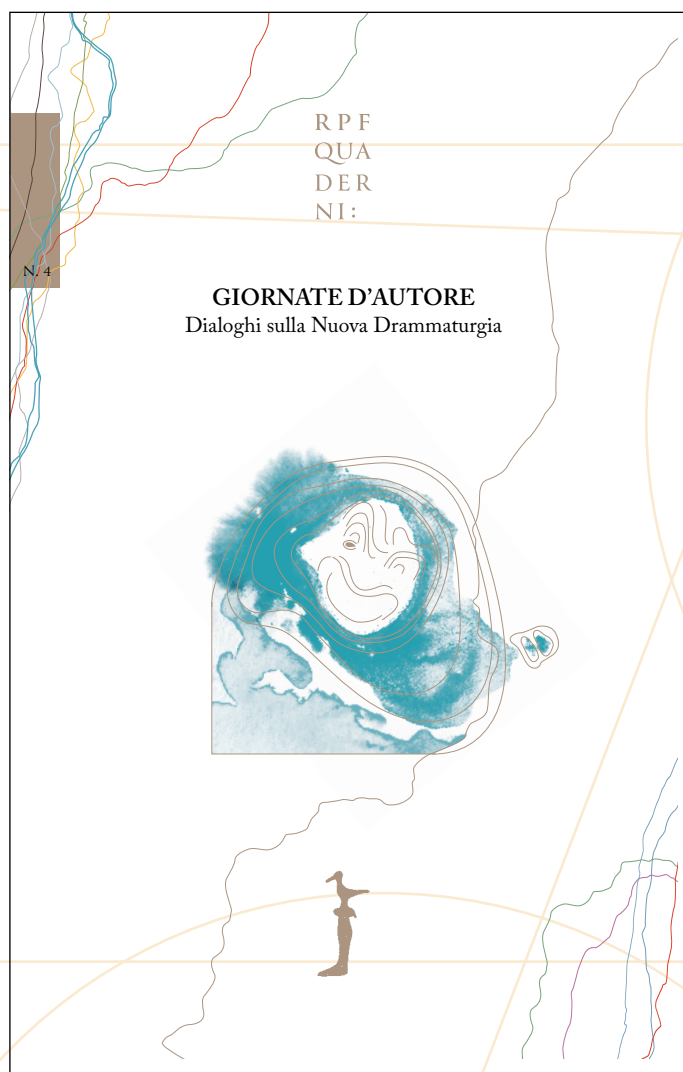 RPF
QUA
DER
NI:
N. 4
GIORNATE D'AUTORE
Dialoghi sulla Nuova Drammaturgia